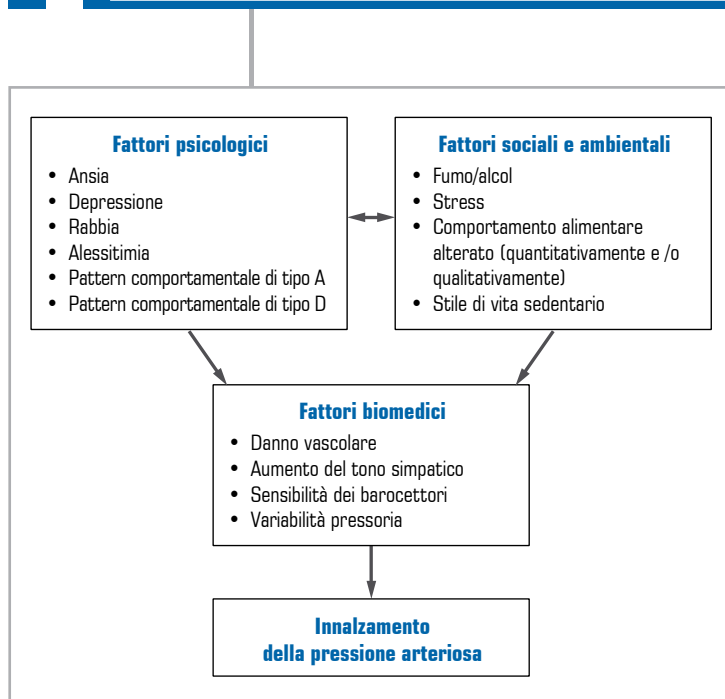 Fattori psicologici
• Ansia
• Depressione
• Rabbia
• Alessitimia
• Pattern comportamentale di tipo A
• Pattern comportamentale di tipo D
Fattori sociali e ambientali
• Fumo/alcol
• Stress
• Comportamento alimentare
alterato (quantitativamente e /o
qualitativamente)
• Stile di vita sedentario
Fattori biomedici
• Danno vascolare
• Aumento del tono simpatico
• Sensibilità dei barocettori
• Variabilità pressoria
Innalzamento
della pressione arteriosa